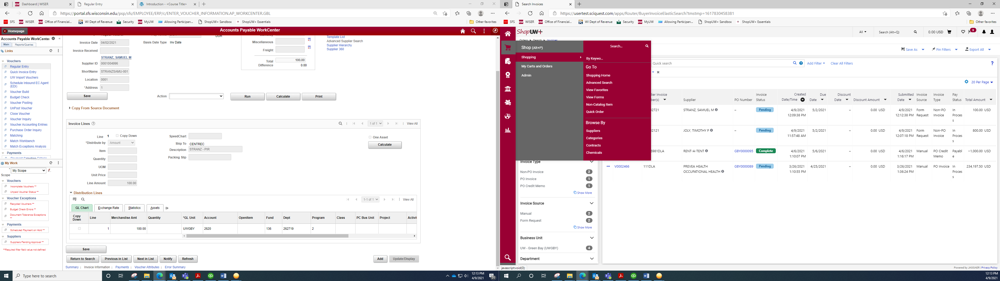 Dashboard | WISER
Regular Entry
Introduction - <Course Title>
https://portal.sfs.wisconsin.edu/psp/sfs/EMPLOYEE/ERP/c/ENTER_VOUCHER_INFORMATION.AP_WORKCENTER.GBL
SFS
WISER
Office of Financial...
WI Dept of Revenue
Security
MyUW
Allowing Participan...
ShopUW+ Sandbox
ShopUW+ Essentials
Other favorites
Homepage
Accounts Payable WorkCenter
Accounts Payable WorkCenter
Main
Reports/Queries
Links
Vouchers
Regular Entry
Quick Invoice Entry
UW Import Vouchers
Schedule Inbound EC Agent
(EDI)
Voucher Build
Budget Check
Voucher Posting
UnPost Voucher
Close Voucher
Voucher Inquiry
Voucher Accounting Entries
Purchase Order Inquiry
Matching
Match Workbench
Match Exceptions Analysis
Payments
My Work
* My Scope
Scope
Vouchers
Incomplete Vouchers **
Unpaid Voucher Status **
Voucher Exceptions
Recycled Vouchers **
Budget Check Errors **
Document Tolerance Exceptions
**
Payments
Scheduled Payment on Hold **
Suppliers
Suppliers Pending Approval **
**Required filter field value not defined
DUR
Invoice Date 04/02/2021
Basis Date Type Inv Date
Invoice Received
STRANZ, SAMUEL M
Supplier ID 0001004996
ShortName STRANZSAMU-001
Location 0001
*Address 1
Miscellaneous
Freight
Total 100.00
Difference 0.00
Template List
Advanced Supplier Search
Supplier Hierarchy
Supplier 360
Save
Action
Run
Calculate
Print
Copy From Source Document
Invoice Lines
1 of 1
View All
Line 1
Copy Down
*Distribute by Amount
Item
Quantity
UOM
Unit Price
Line Amount 100.00
SpeedChart
Ship To CENTREC
Description STRANZ - PIR
Packing Slip
One Asset
Calculate
Distribution Lines
1-1 of 1
View All
GL Chart
Exchange Rate
Statistics
Assets
Copy Down
Line
Merchandise Amt
Quantity
*GL Unit
Account
OpenItem
Fund
Dept
Program
Class
PC Bus Unit
Project
Activit
1 100.00 UWGBY 2620 136 262719 2
Save
Return to Search
Previous in List
Next in List
Notify
Refresh
Add
Update/Display
Summary | Invoice Information | Payments | Voucher Attributes | Error Summary
Type here to search
12:13 PM
4/9/2021
20
Search Invoices
https://usertest.sciquest.com/apps/Router/BuyerInvoiceElasticSearch?tmstmp=1617830458381
SFS
WISER
Office of Financial...
WI Dept of Revenue
Security
MyUW
Allowing Participan...
ShopUW+ Sandbox
ShopUW+ Essentials
Other favorites
ShopUW+
All
Search (Alt+Q)
0.00 USD
3
Shop (Alt+P)
Shopping
My Carts and Orders
Admin
Search...
By Keywo...
Go To
Shopping Home
Advanced Search
View Favorites
View Forms
Non-Catalog Item
Quick Order
Browse By
Suppliers
Categories
Contracts
Chemicals
Save As
Pin Filters
Export All
Quick search
Add Filter
Clear All Filters
20 Per Page
Supplier
PO Number
Invoice Status
Created Date/Time
Due Date
Discount Date
Discount Amount
Submitted Date
Invoice Source
Invoice Type
Pay Status
Total Amount
STRANZ, SAMUEL M – Pending 4/9/2021 12:09:38 PM 5/2/2021 – 0.00 USD 4/9/2021 12:12:38 PM Form Request Non-PO Invoice In Process 100.00 USD
JOLY, TIMOTHY P – Pending 4/9/2021 11:57:48 AM 5/2/2021 – 0.00 USD 4/9/2021 12:07:18 PM Form Request Non-PO Invoice In Process 800.00 USD
RENT-A-TENT GBY0000095 Complete 4/6/2021 1:10:07 PM 5/6/2021 – 0.00 USD 4/6/2021 1:16:17 PM Manual PO Credit Memo Payable −1,000.00 USD
V0002466 111DLA PREVEA HEALTH OCCUPATIONAL HEALTH GBY0000089 Pending 3/26/2021 1:10:55 PM 4/25/2021 – 0.00 USD 3/26/2021 1:36:24 PM Manual PO Invoice In Process 234,197.50 USD
Invoice Type
Non-PO Invoice 2
PO Invoice 1
PO Credit Memo 1
Show More
Invoice Source
Manual 2
Form Request 2
Show More
Business Unit
UW - Green Bay (UWGBY) 4
Department
javascript:void(0);
Powered by JAGGAER | Privacy Policy
12:13 PM
4/9/2021